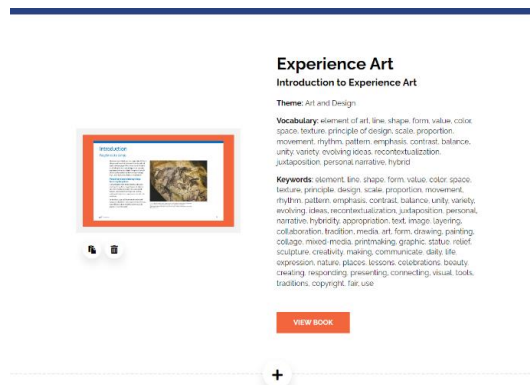 Experience Art
Introduction to Experience Art
Theme: Art and Design
Vocabulary: element of art, line, shape, form, value, color,
space, texture, principle of design, scale, proportion,
movement, rhythm, pattern, emphasis, contrast, balance,
unity, variety, evolving ideas, recontextualization,
juxtaposition, personal narrative, hybrid
Keywords: element, line, shape, form, value, color, space,
texture, principle, design, scale, proportion, movement,
rhythm, pattern, emphasis, contrast, balance, unity, variety,
evolving, ideas, recontextualization, juxtaposition, personal,
narrative, hybridity, appropriation, text, image, layering,
collaboration, tradition, media, art, form, drawing, painting,
collage, mixed-media, printmaking, graphic, statue, relief,
sculpture, creativity, making, communicate, daily, life,
expression, nature, places, lessons, celebrations, beauty,
creating, responding, presenting, connecting, visual, tools,
traditions, copyright, fair, use
Introduction
VIEW BOOK